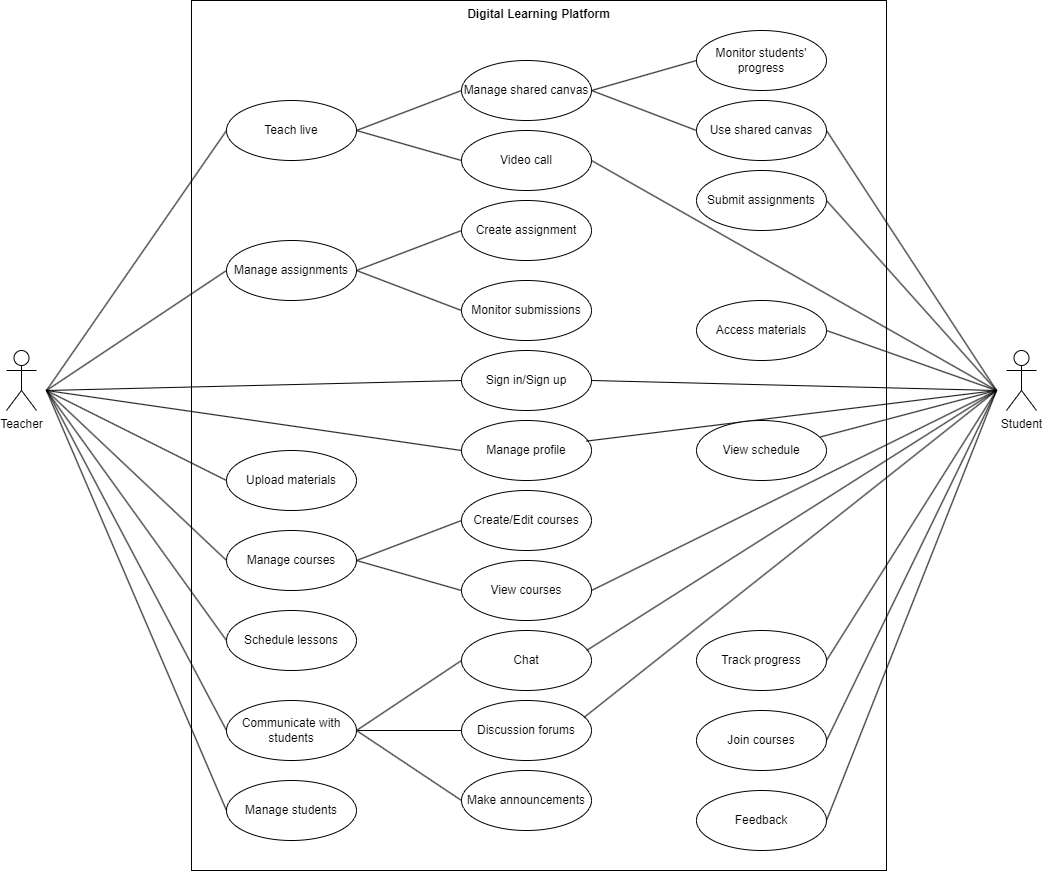 Digital Learning Platform
Monitor students'
progress
Manage shared canvas
Teach live
Use shared canvas
Video call
Submit assignments
Create assignment
Manage assignments
Monitor submissions
Access materials
Sign in/Sign up
Teacher
Student
Manage profile
View schedule
Upload materials
Create/Edit courses
Manage courses
View courses
Schedule lessons
Chat
Track progress
Communicate with
students
Discussion forums
Join courses
Make announcements
Manage students
Feedback